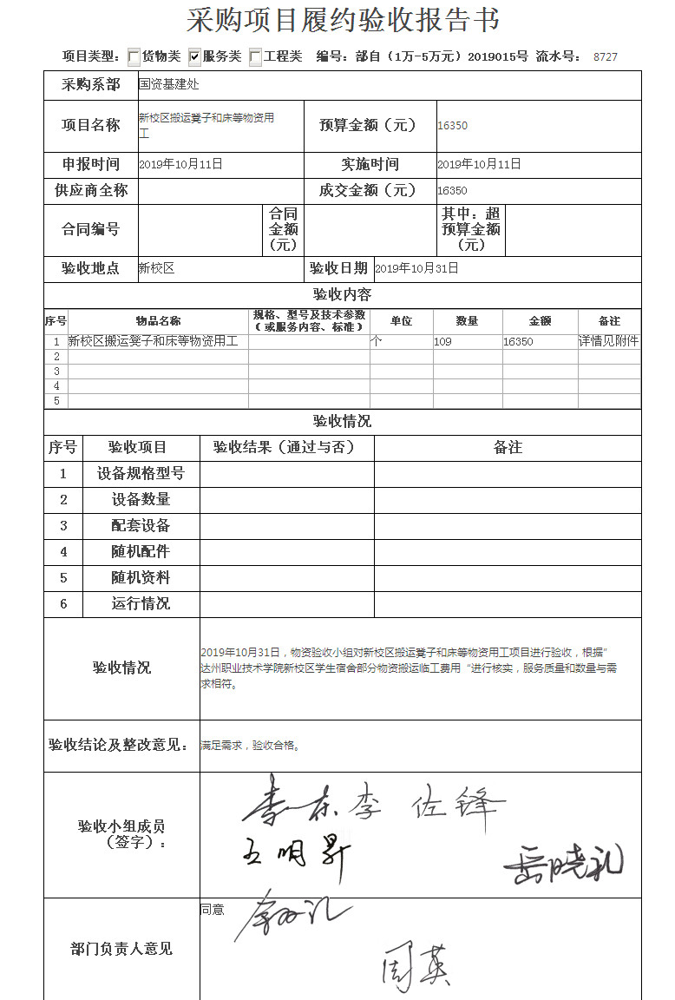 采购项目履约验收报告书
项目类型： 货物类 服务类 工程类 编号：部自（1万-5万元）2019015号 流水号： 8727
采购系部 国资基建处
项目名称 新校区搬运凳子和床等物资用工 预算金额（元） 16350
申报时间 2019年10月11日 实施时间 2019年10月11日
供应商全称 成交金额（元） 16350
合同编号 合同金额（元） 其中：超预算金额（元）
验收地点 新校区 验收日期 2019年10月31日
验收内容
序号 物品名称 规格、型号及技术参数（或服务内容、标准） 单位 数量 金额 备注
1 新校区搬运凳子和床等物资用工 个 109 16350 详情见附件
2
3
4
5
验收情况
序号 验收项目 验收结果（通过与否） 备注
1 设备规格型号
2 设备数量
3 配套设备
4 随机配件
5 随机资料
6 运行情况
验收情况
2019年10月31日，物资验收小组对新校区搬运凳子和床等物资用工项目进行验收，根据"
达州职业技术学院新校区学生宿舍部分物资搬运临工费用"进行核实，服务质量和数量与需
求相符。
验收结论及整改意见： 满足需求，验收合格。
验收小组成员
（签字）：
李东 李佐锋
王明昇
岳晓礼
部门负责人意见
同意
周英